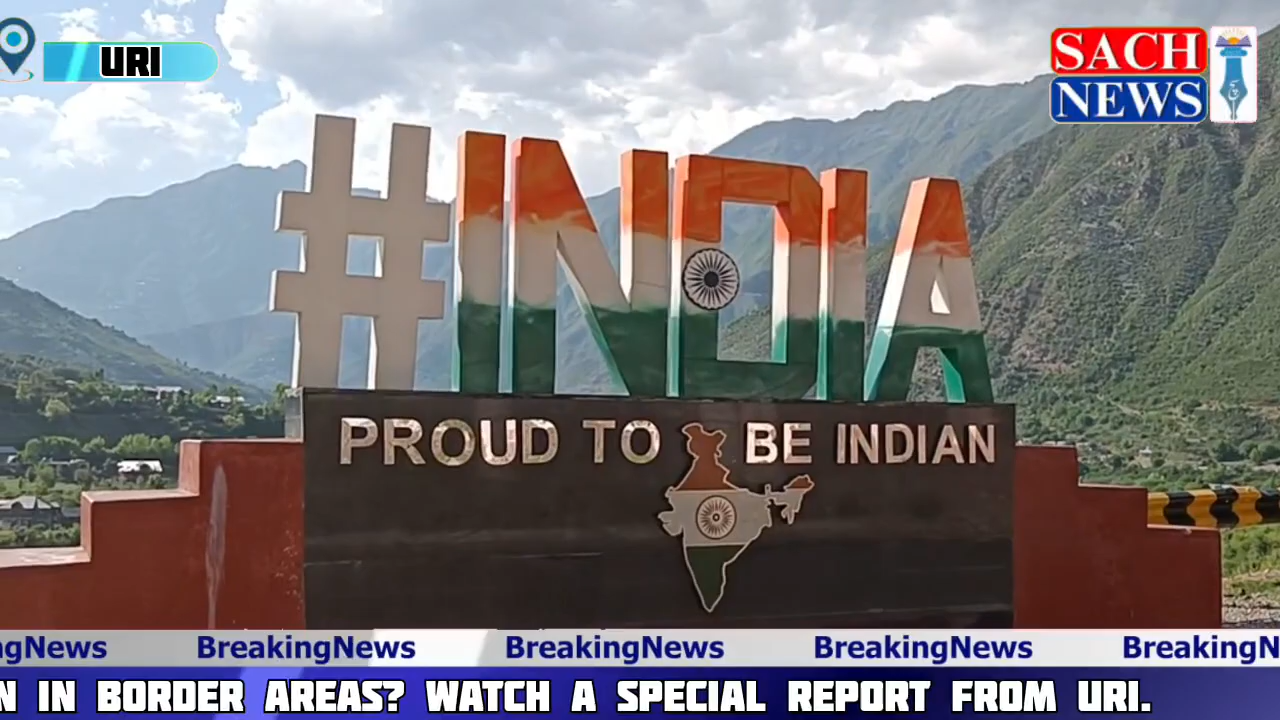 URI
SACH
NEWS
#INDIA
PROUD TO BE INDIAN
BreakingNews BreakingNews BreakingNews
IN BORDER AREAS? WATCH A SPECIAL REPORT FROM URI.